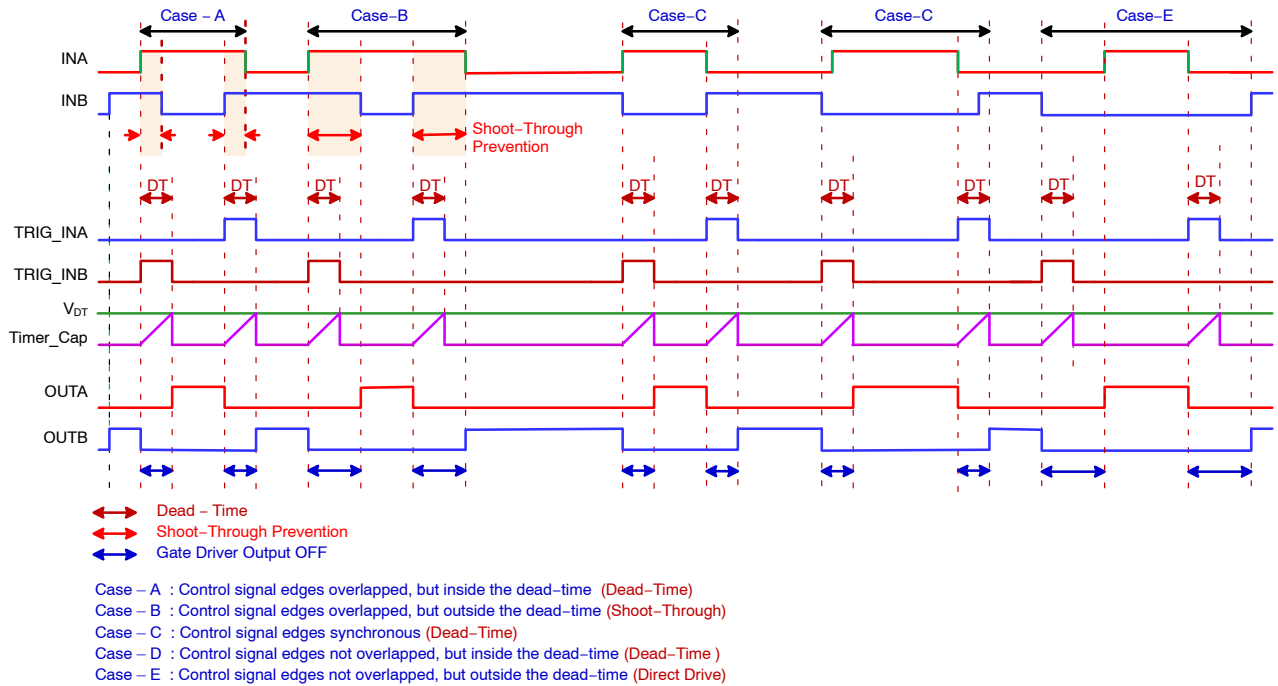 Case – A
Case–B
Case–C
Case–C
Case–E
INA
INB
Shoot–Through
Prevention
DT
DT
DT
DT
DT
DT
DT
DT
DT
DT
TRIG_INA
TRIG_INB
VDT
Timer_Cap
OUTA
OUTB
Dead – Time
Shoot–Through Prevention
Gate Driver Output OFF
Case – A : Control signal edges overlapped, but inside the dead–time (Dead–Time)
Case – B : Control signal edges overlapped, but outside the dead–time (Shoot–Through)
Case – C : Control signal edges synchronous (Dead–Time)
Case – D : Control signal edges not overlapped, but inside the dead–time (Dead–Time )
Case – E : Control signal edges not overlapped, but outside the dead–time (Direct Drive)